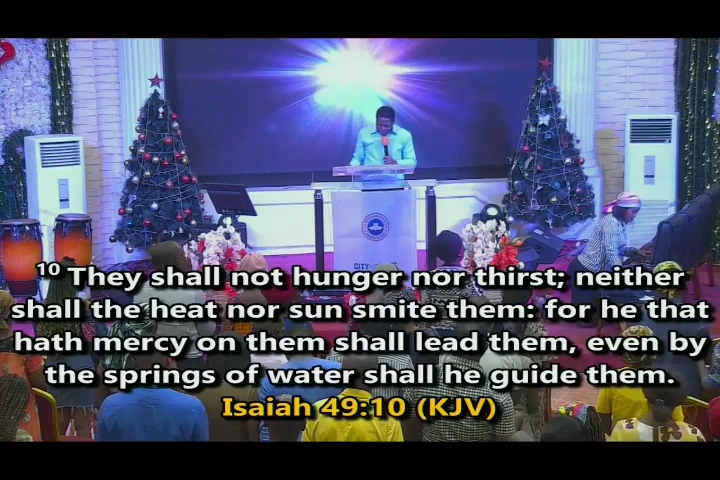 CITY
10 They shall not hunger nor thirst; neither
shall the heat nor sun smite them: for he that
hath mercy on them shall lead them, even by
the springs of water shall he guide them.
Isaiah 49:10 (KJV)